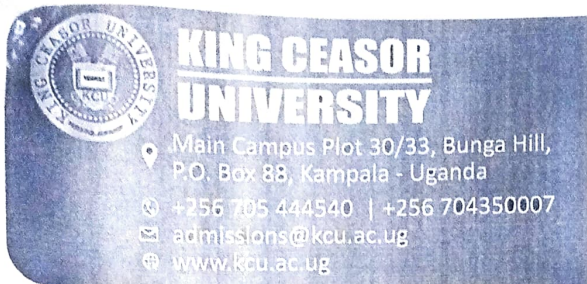 KING CEASOR UNIVERSITY
KCU
KING CEASOR
UNIVERSITY
Main Campus Plot 30/33, Bunga Hill,
P.O. Box 88, Kampala - Uganda
+256 705 444540 | +256 704350007
admissions@kcu.ac.ug
www.kcu.ac.ug